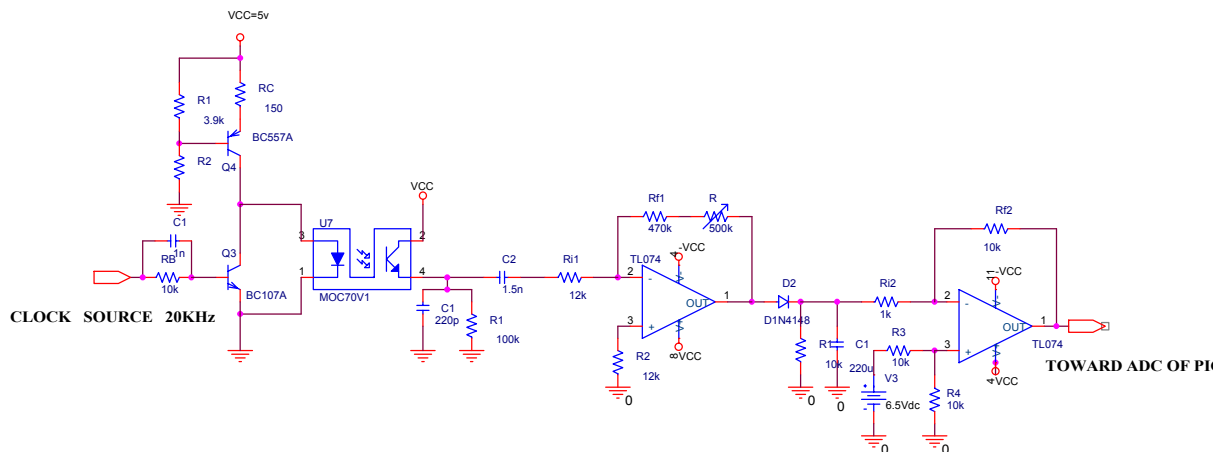 VCC=5v
R1
3.9k
RC
150
BC557A
R2
Q4
C1
1n
RB
10k
Q3
BC107A
CLOCK SOURCE 20KHz
U7
3
1
2
4
MOC70V1
VCC
C1
220p
R1
100k
C2
1.5n
Ri1
12k
Rf1
470k
R
500k
TL074
4
-VCC
V-
2
-
3
+
OUT
1
V+
8
VCC
R2
12k
0
D2
D1N4148
R1
10k
0
C1
220u
0
Ri2
1k
Rf2
10k
R3
10k
V3
+
-
6.5Vdc
0
R4
10k
0
11
-VCC
V-
2
-
3
+
OUT
1
V+
4
-VCC
TL074
TOWARD ADC OF PI